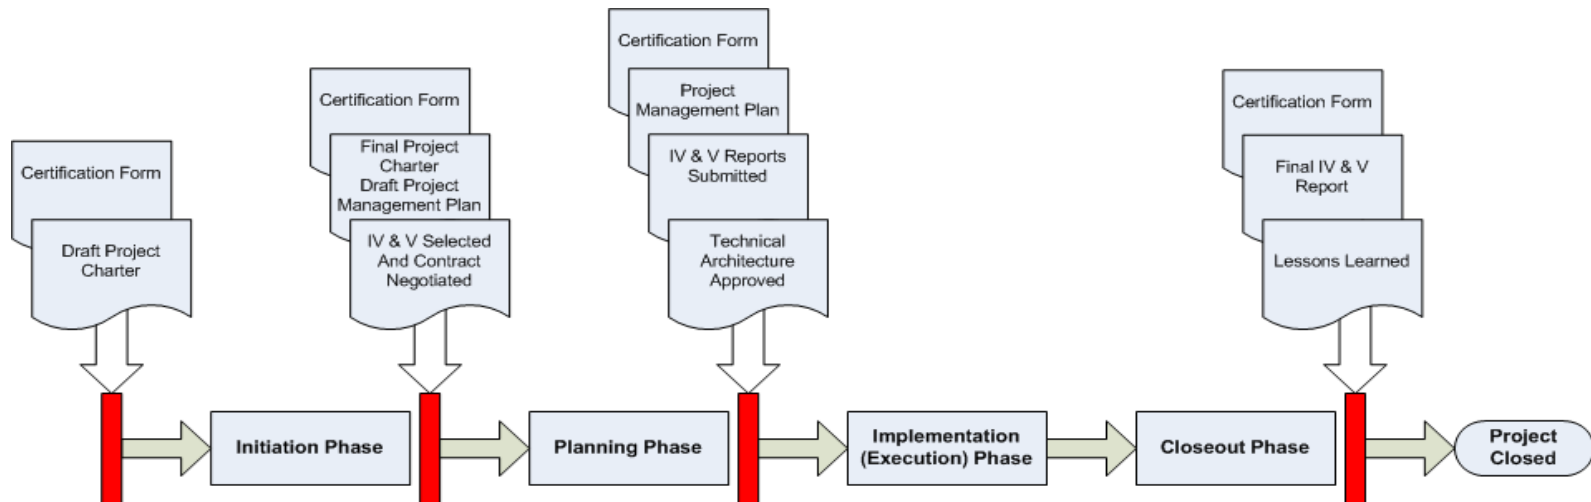 Certification Form
Draft Project
Charter
Certification Form
Final Project
Charter
Draft Project
Management Plan
IV & V Selected
And Contract
Negotiated
Certification Form
Project
Management Plan
IV & V Reports
Submitted
Technical
Architecture
Approved
Certification Form
Final IV & V
Report
Lessons Learned
Initiation Phase
Planning Phase
Implementation
(Execution) Phase
Closeout Phase
Project
Closed